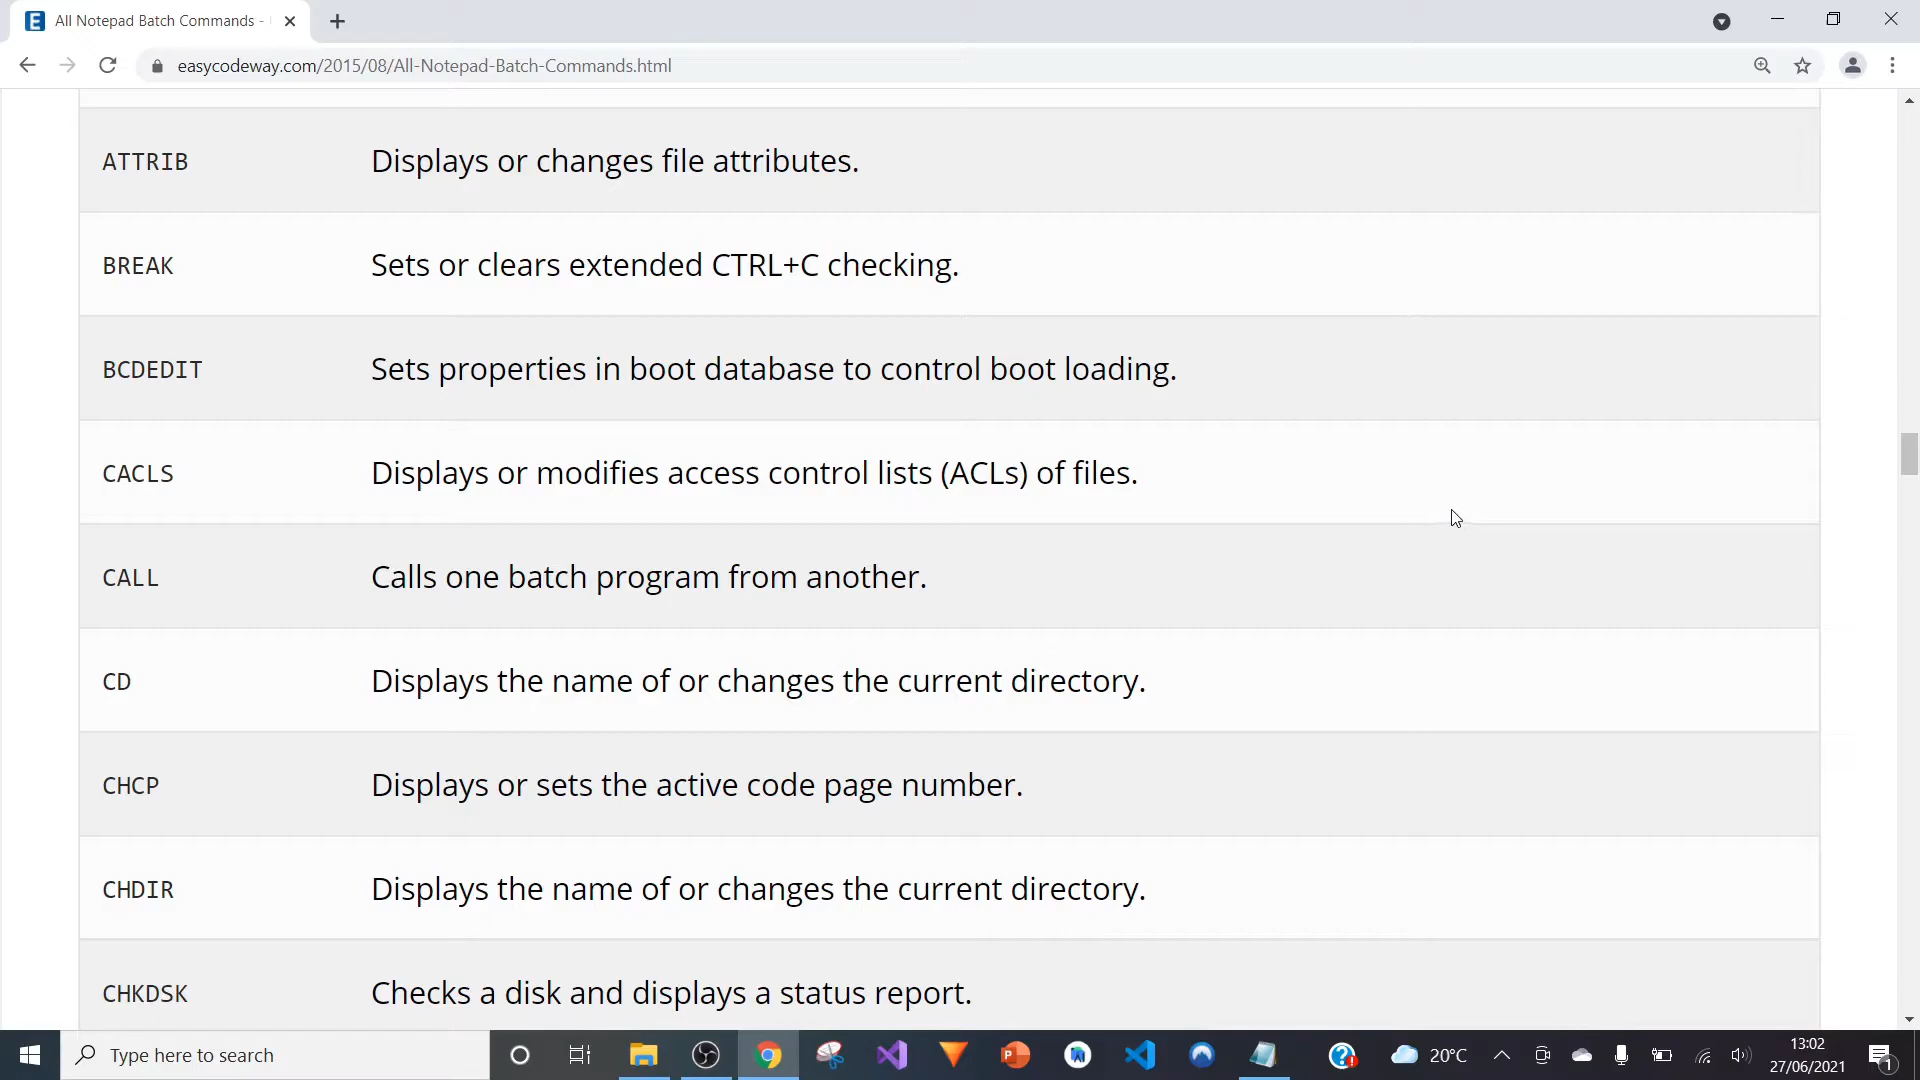 All Notepad Batch Commands -
easycodeway.com/2015/08/All-Notepad-Batch-Commands.html
ATTRIB Displays or changes file attributes.
BREAK Sets or clears extended CTRL+C checking.
BCDEDIT Sets properties in boot database to control boot loading.
CACLS Displays or modifies access control lists (ACLs) of files.
CALL Calls one batch program from another.
CD Displays the name of or changes the current directory.
CHCP Displays or sets the active code page number.
CHDIR Displays the name of or changes the current directory.
CHKDSK Checks a disk and displays a status report.
Type here to search
20°C
13:02
27/06/2021
1